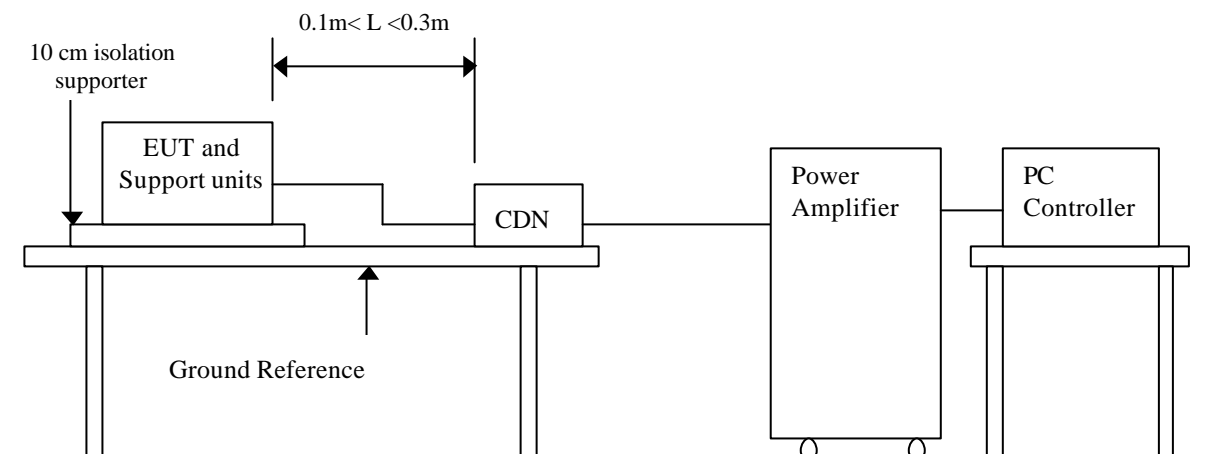 0.1m< L <0.3m
10 cm isolation
supporter
EUT and
Support units
CDN
Power
Amplifier
PC
Controller
Ground Reference